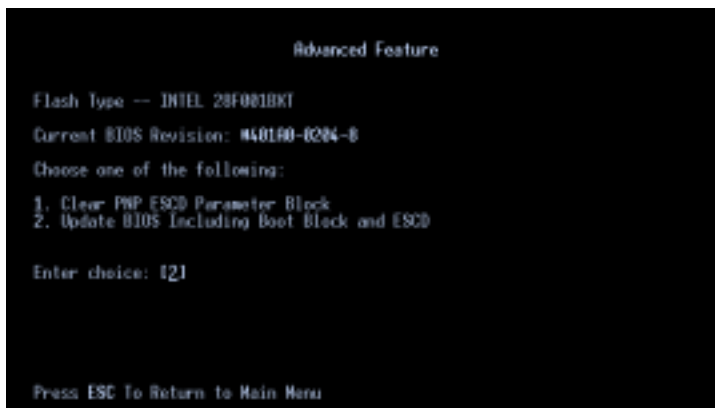 Advanced Feature
Flash Type -- INTEL 28F001BXT
Current BIOS Revision: #401A0-0204-B
Choose one of the following:
1. Clear PNP ESCD Parameter Block
2. Update BIOS Including Boot Block and ESCD
Enter choice: [2]
Press ESC To Return to Main Menu